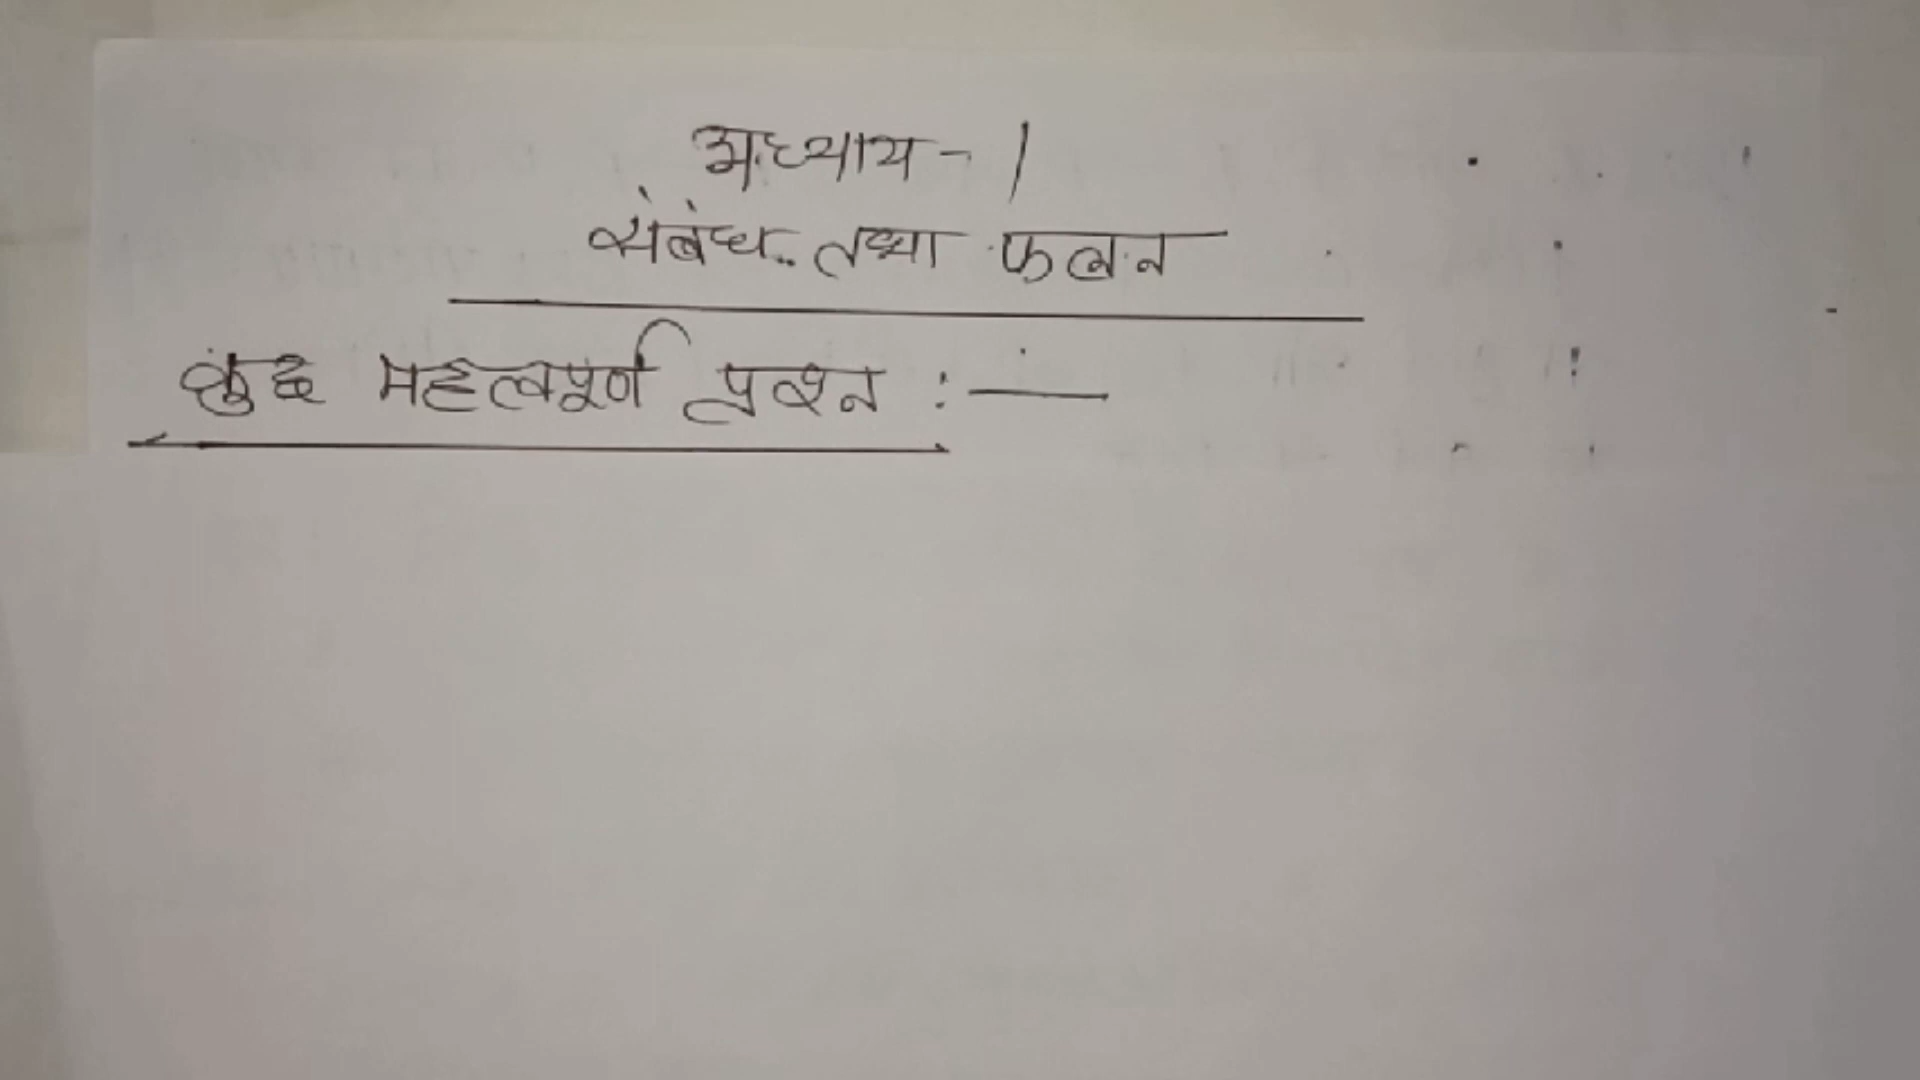 अध्याय - 1
संबंध तथा फलन
कुछ महत्वपूर्ण प्रश्न :—